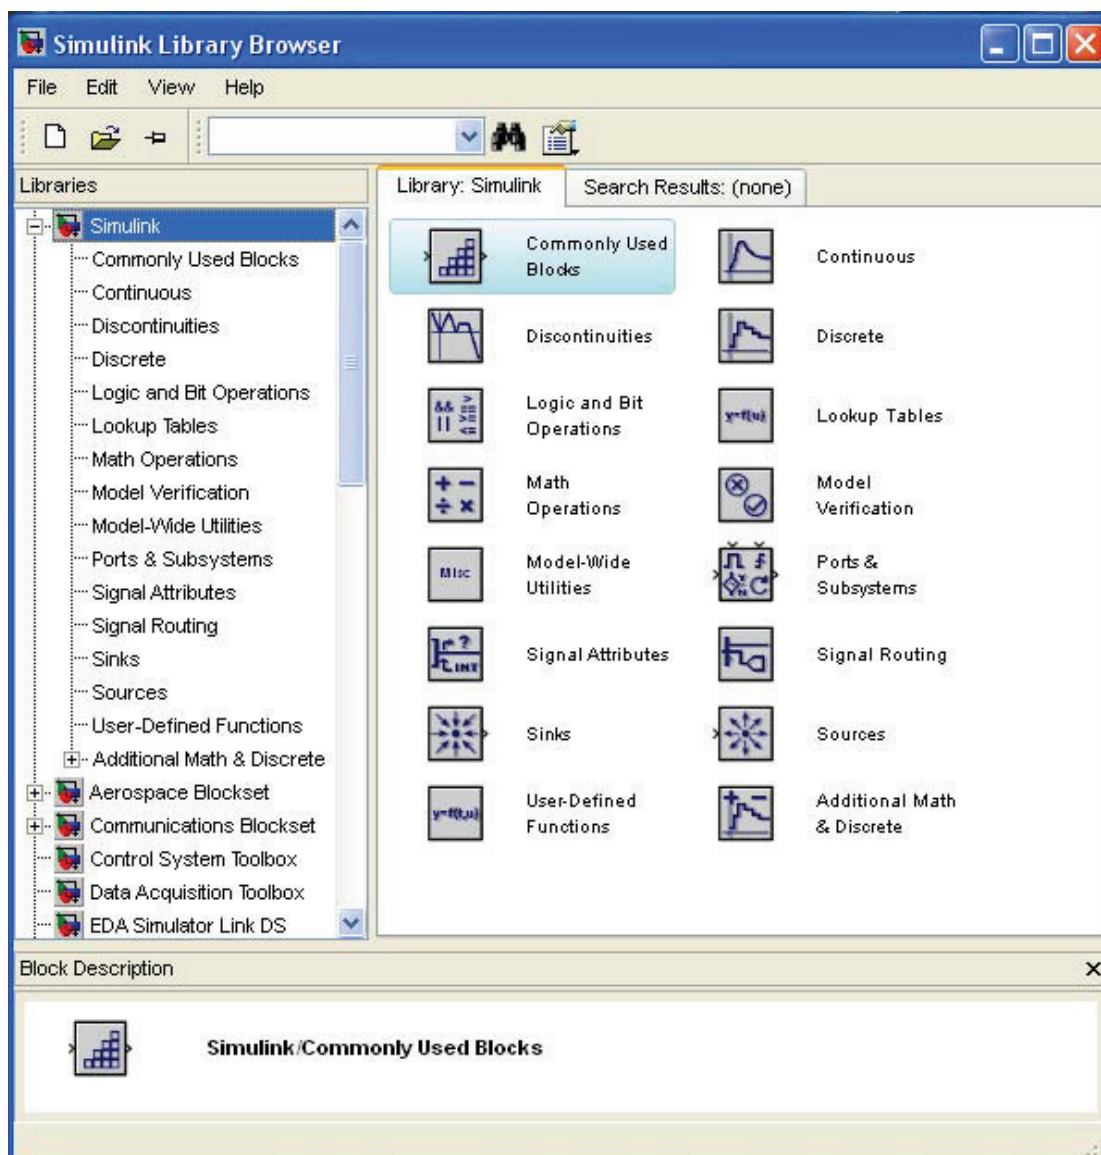 Simulink Library Browser
File Edit View Help
Libraries
Library: Simulink
Search Results: (none)
Simulink
Commonly Used Blocks
Continuous
Discontinuities
Discrete
Logic and Bit Operations
Lookup Tables
Math Operations
Model Verification
Model-Wide Utilities
Ports & Subsystems
Signal Attributes
Signal Routing
Sinks
Sources
User-Defined Functions
Additional Math & Discrete
Aerospace Blockset
Communications Blockset
Control System Toolbox
Data Acquisition Toolbox
EDA Simulator Link DS
Commonly Used
Blocks
Continuous
Discontinuities
Discrete
&& >
==
|| >=
<=
Logic and Bit
Operations
y=f(u)
Lookup Tables
+ −
÷ ×
Math
Operations
Model
Verification
Misc
Model-Wide
Utilities
Ports &
Subsystems
?
INT
Signal Attributes
Signal Routing
Sinks
Sources
y=f(t,u)
User-Defined
Functions
+ −
Additional Math
& Discrete
Block Description
Simulink/Commonly Used Blocks